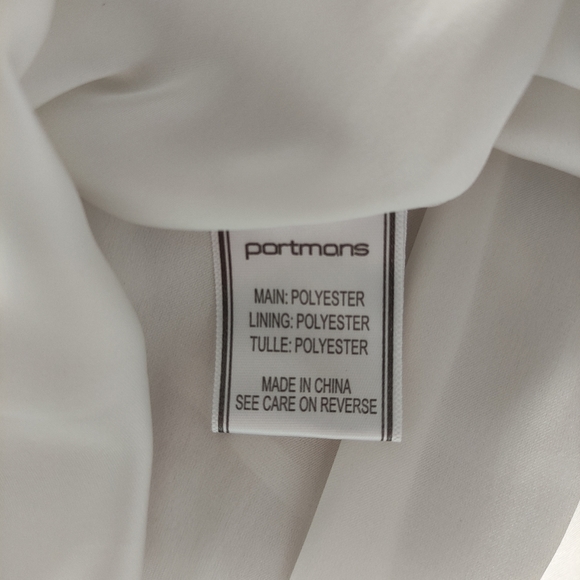 portmans
MAIN: POLYESTER
LINING: POLYESTER
TULLE: POLYESTER
MADE IN CHINA
SEE CARE ON REVERSE